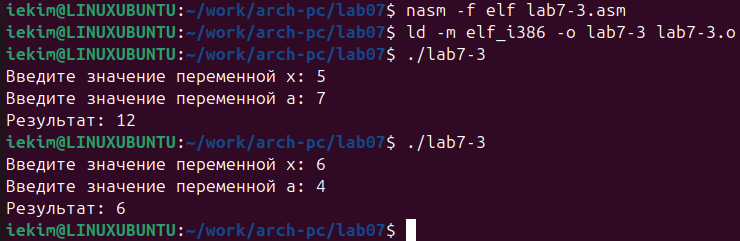 iekim@LINUXUBUNTU:~/work/arch-pc/lab07$ nasm -f elf lab7-3.asm
iekim@LINUXUBUNTU:~/work/arch-pc/lab07$ ld -m elf_i386 -o lab7-3 lab7-3.o
iekim@LINUXUBUNTU:~/work/arch-pc/lab07$ ./lab7-3
Введите значение переменной x: 5
Введите значение переменной a: 7
Результат: 12
iekim@LINUXUBUNTU:~/work/arch-pc/lab07$ ./lab7-3
Введите значение переменной x: 6
Введите значение переменной a: 4
Результат: 6
iekim@LINUXUBUNTU:~/work/arch-pc/lab07$